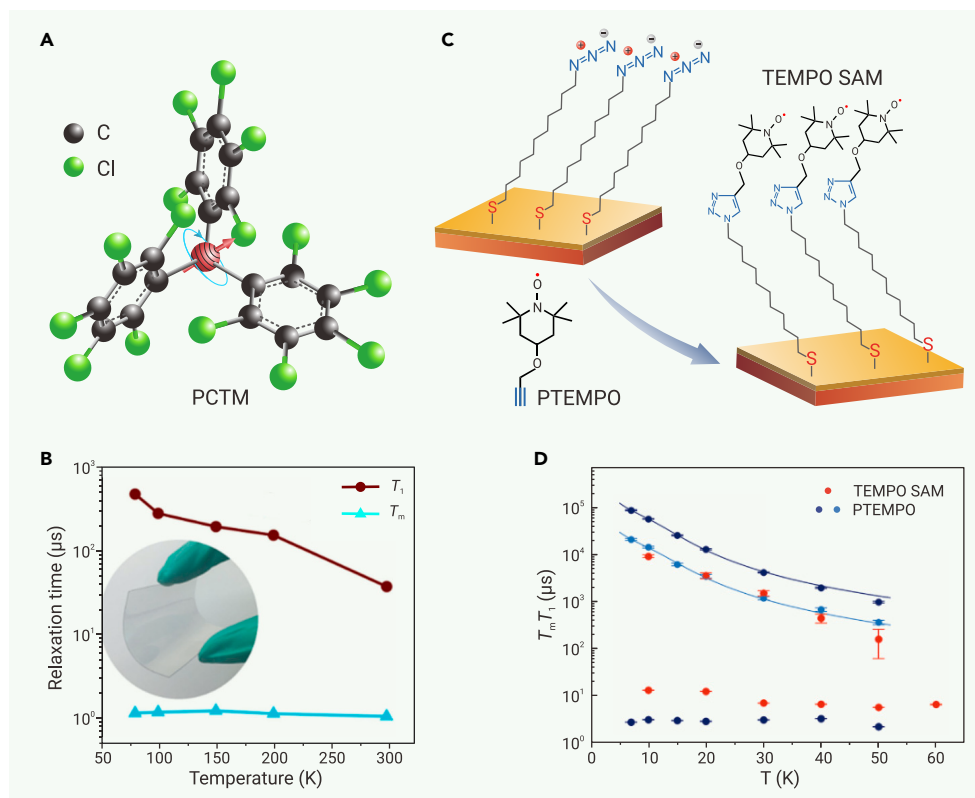 A
C
Cl
PCTM
C
N N N
N N N
N N N
S
S
S
TEMPO SAM
N O
N O
N O
O
O
O
N N N
N N N
N N N
S
S
S
O
N
O
PTEMPO
B
Relaxation time (μs)
10³
10²
10¹
10⁰
T₁
Tₘ
50 100 150 200 250 300
Temperature (K)
D
TₘT₁ (μs)
10⁵
10⁴
10³
10²
10¹
10⁰
TEMPO SAM
PTEMPO
0 10 20 30 40 50 60
T (K)